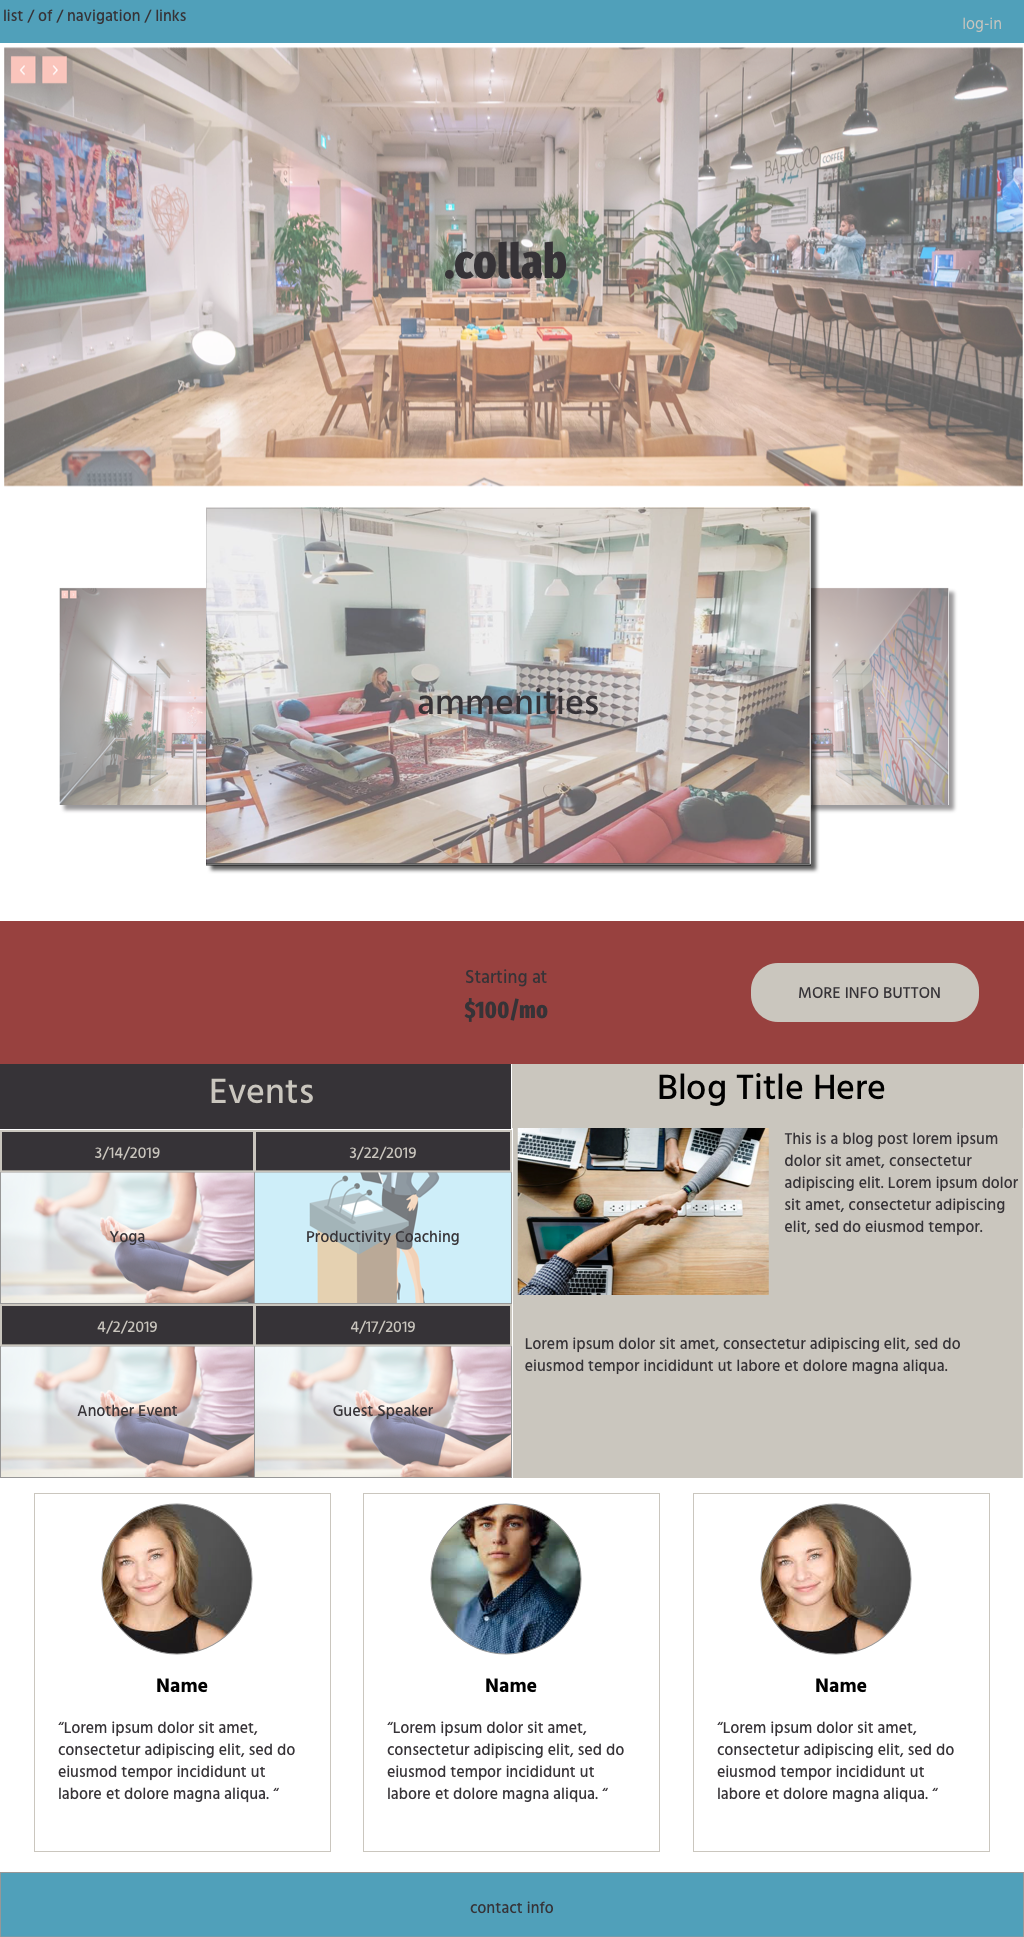 list / of / navigation / links
log-in
BAROCCO
COFFEE
.collab
ammenities
Starting at
$100/mo
MORE INFO BUTTON
Events
3/14/2019
3/22/2019
Yoga
Productivity Coaching
4/2/2019
4/17/2019
Another Event
Guest Speaker
Blog Title Here
This is a blog post lorem ipsum
dolor sit amet, consectetur
adipiscing elit. Lorem ipsum dolor
sit amet, consectetur adipiscing
elit, sed do eiusmod tempor.
Lorem ipsum dolor sit amet, consectetur adipiscing elit, sed do
eiusmod tempor incididunt ut labore et dolore magna aliqua.
Name
“Lorem ipsum dolor sit amet,
consectetur adipiscing elit, sed do
eiusmod tempor incididunt ut
labore et dolore magna aliqua. “
Name
“Lorem ipsum dolor sit amet,
consectetur adipiscing elit, sed do
eiusmod tempor incididunt ut
labore et dolore magna aliqua. “
Name
“Lorem ipsum dolor sit amet,
consectetur adipiscing elit, sed do
eiusmod tempor incididunt ut
labore et dolore magna aliqua. “
contact info